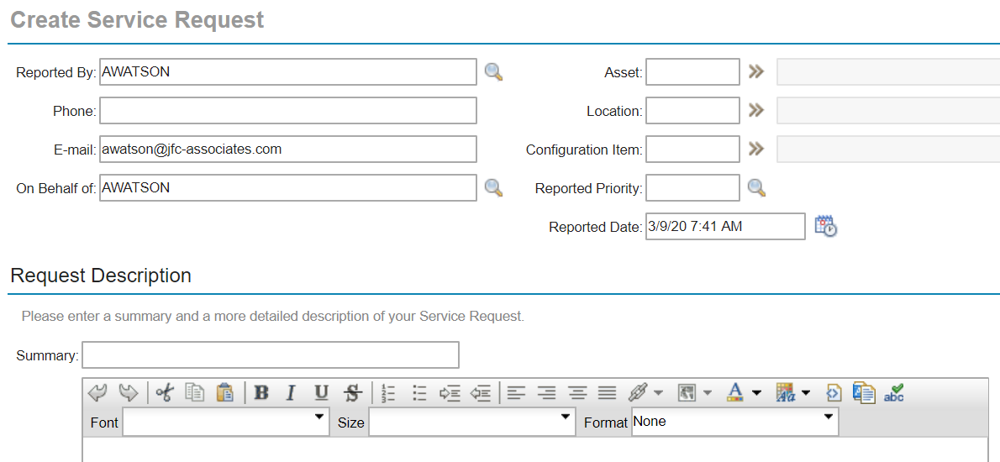 Create Service Request
Reported By: AWATSON
Asset:
Phone:
Location:
E-mail: awatson@jfc-associates.com
Configuration Item:
On Behalf of: AWATSON
Reported Priority:
Reported Date: 3/9/20 7:41 AM
Request Description
Please enter a summary and a more detailed description of your Service Request.
Summary:
B I U S A Aa abc
Font Size Format None